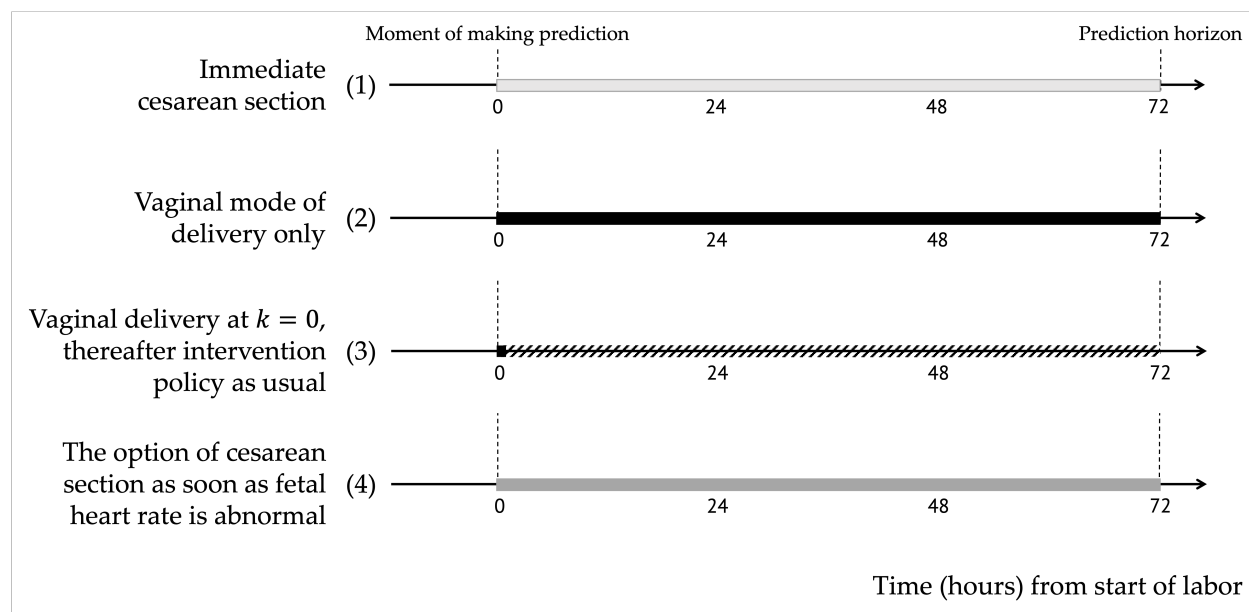 Moment of making prediction
Prediction horizon
Immediate
cesarean section
(1)
0
24
48
72
Vaginal mode of
delivery only
(2)
0
24
48
72
Vaginal delivery at k = 0,
thereafter intervention
policy as usual
(3)
0
24
48
72
The option of cesarean
section as soon as fetal
heart rate is abnormal
(4)
0
24
48
72
Time (hours) from start of labor